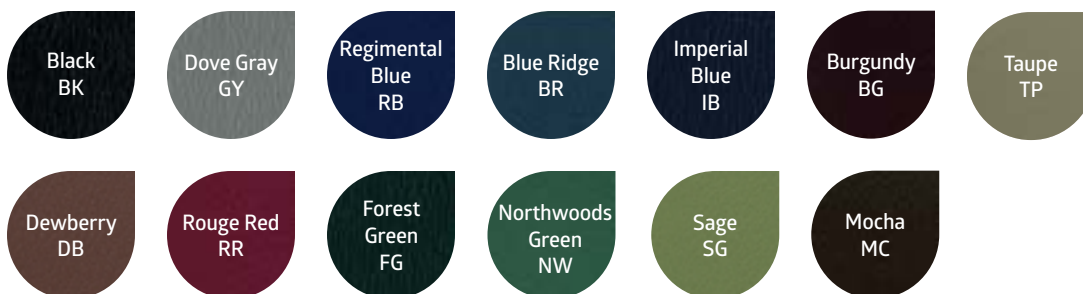 Black
BK
Dove Gray
GY
Regimental
Blue
RB
Blue Ridge
BR
Imperial
Blue
IB
Burgundy
BG
Taupe
TP
Dewberry
DB
Rouge Red
RR
Forest
Green
FG
Northwoods
Green
NW
Sage
SG
Mocha
MC